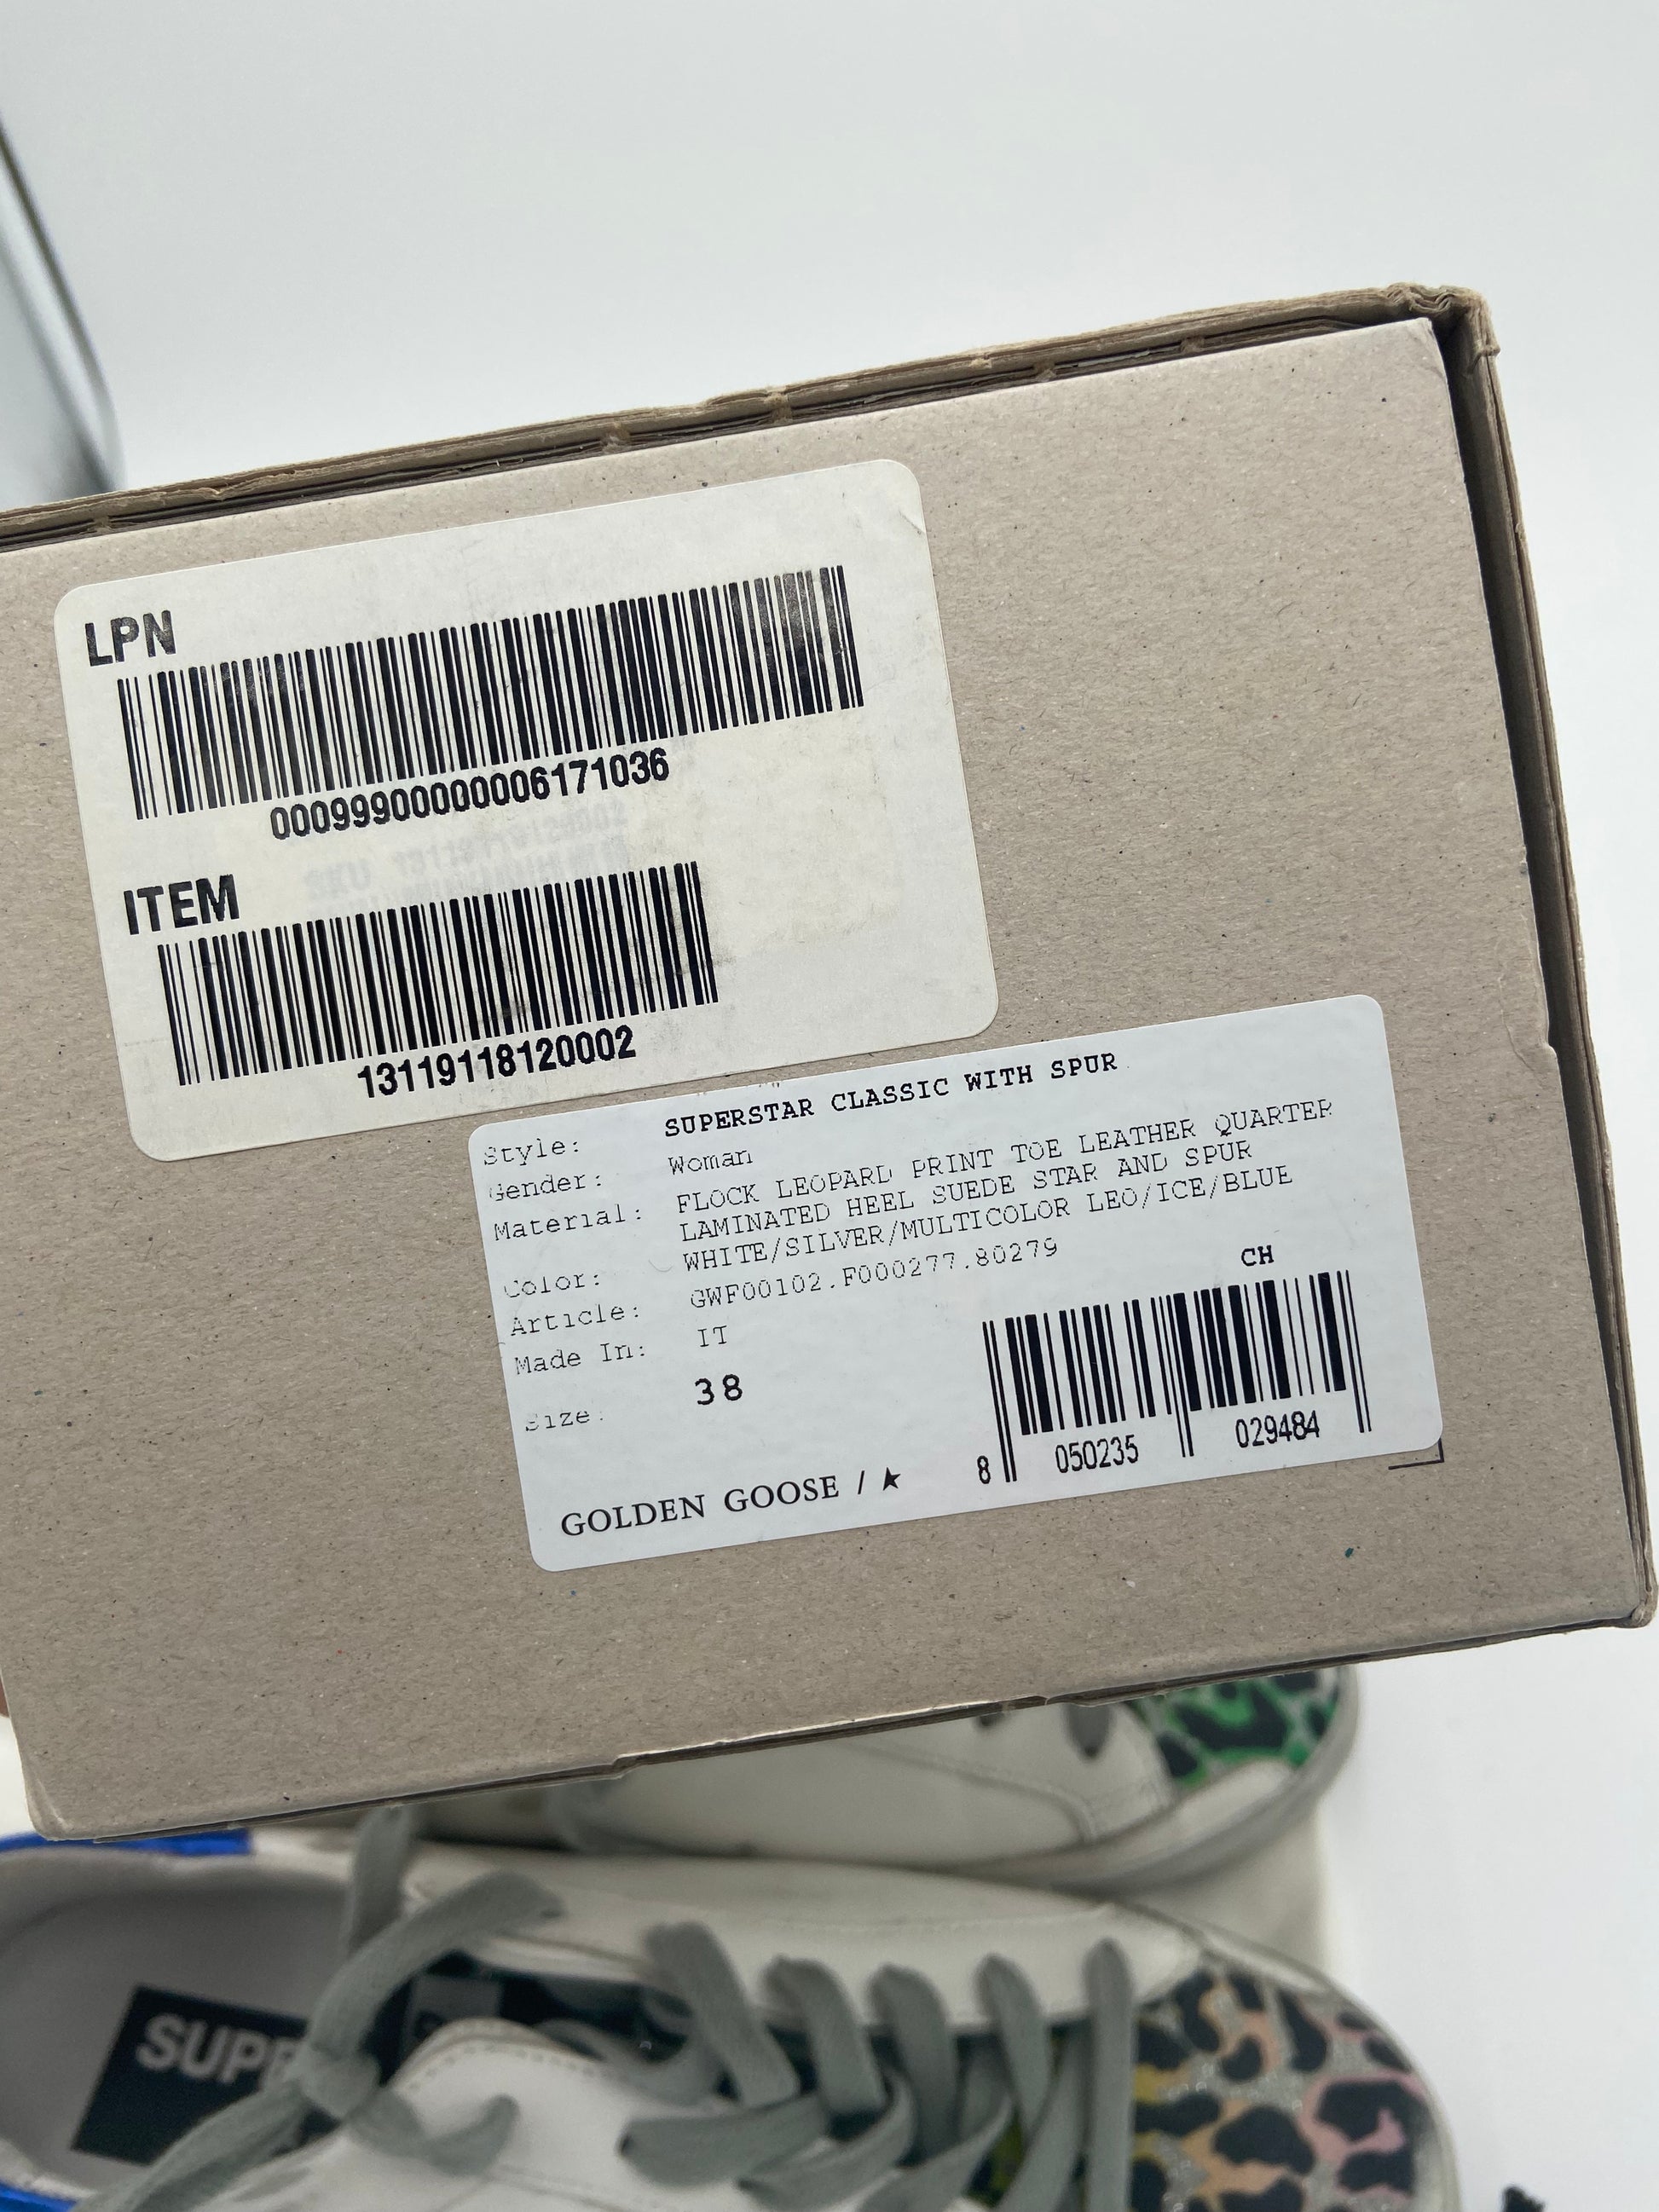 LPN
00099900000006171036
ITEM
13119118120002
Style: SUPERSTAR CLASSIC WITH SPUR
Gender: Woman
Material: FLOCK LEOPARD PRINT TOE LEATHER QUARTER
LAMINATED HEEL SUEDE STAR AND SPUR
Color: WHITE/SILVER/MULTICOLOR LEO/ICE/BLUE
Article: GWF00102.F000277.80279
Made In: IT
CH
Size: 38
8 050235 029484
GOLDEN GOOSE / ★
SUPE